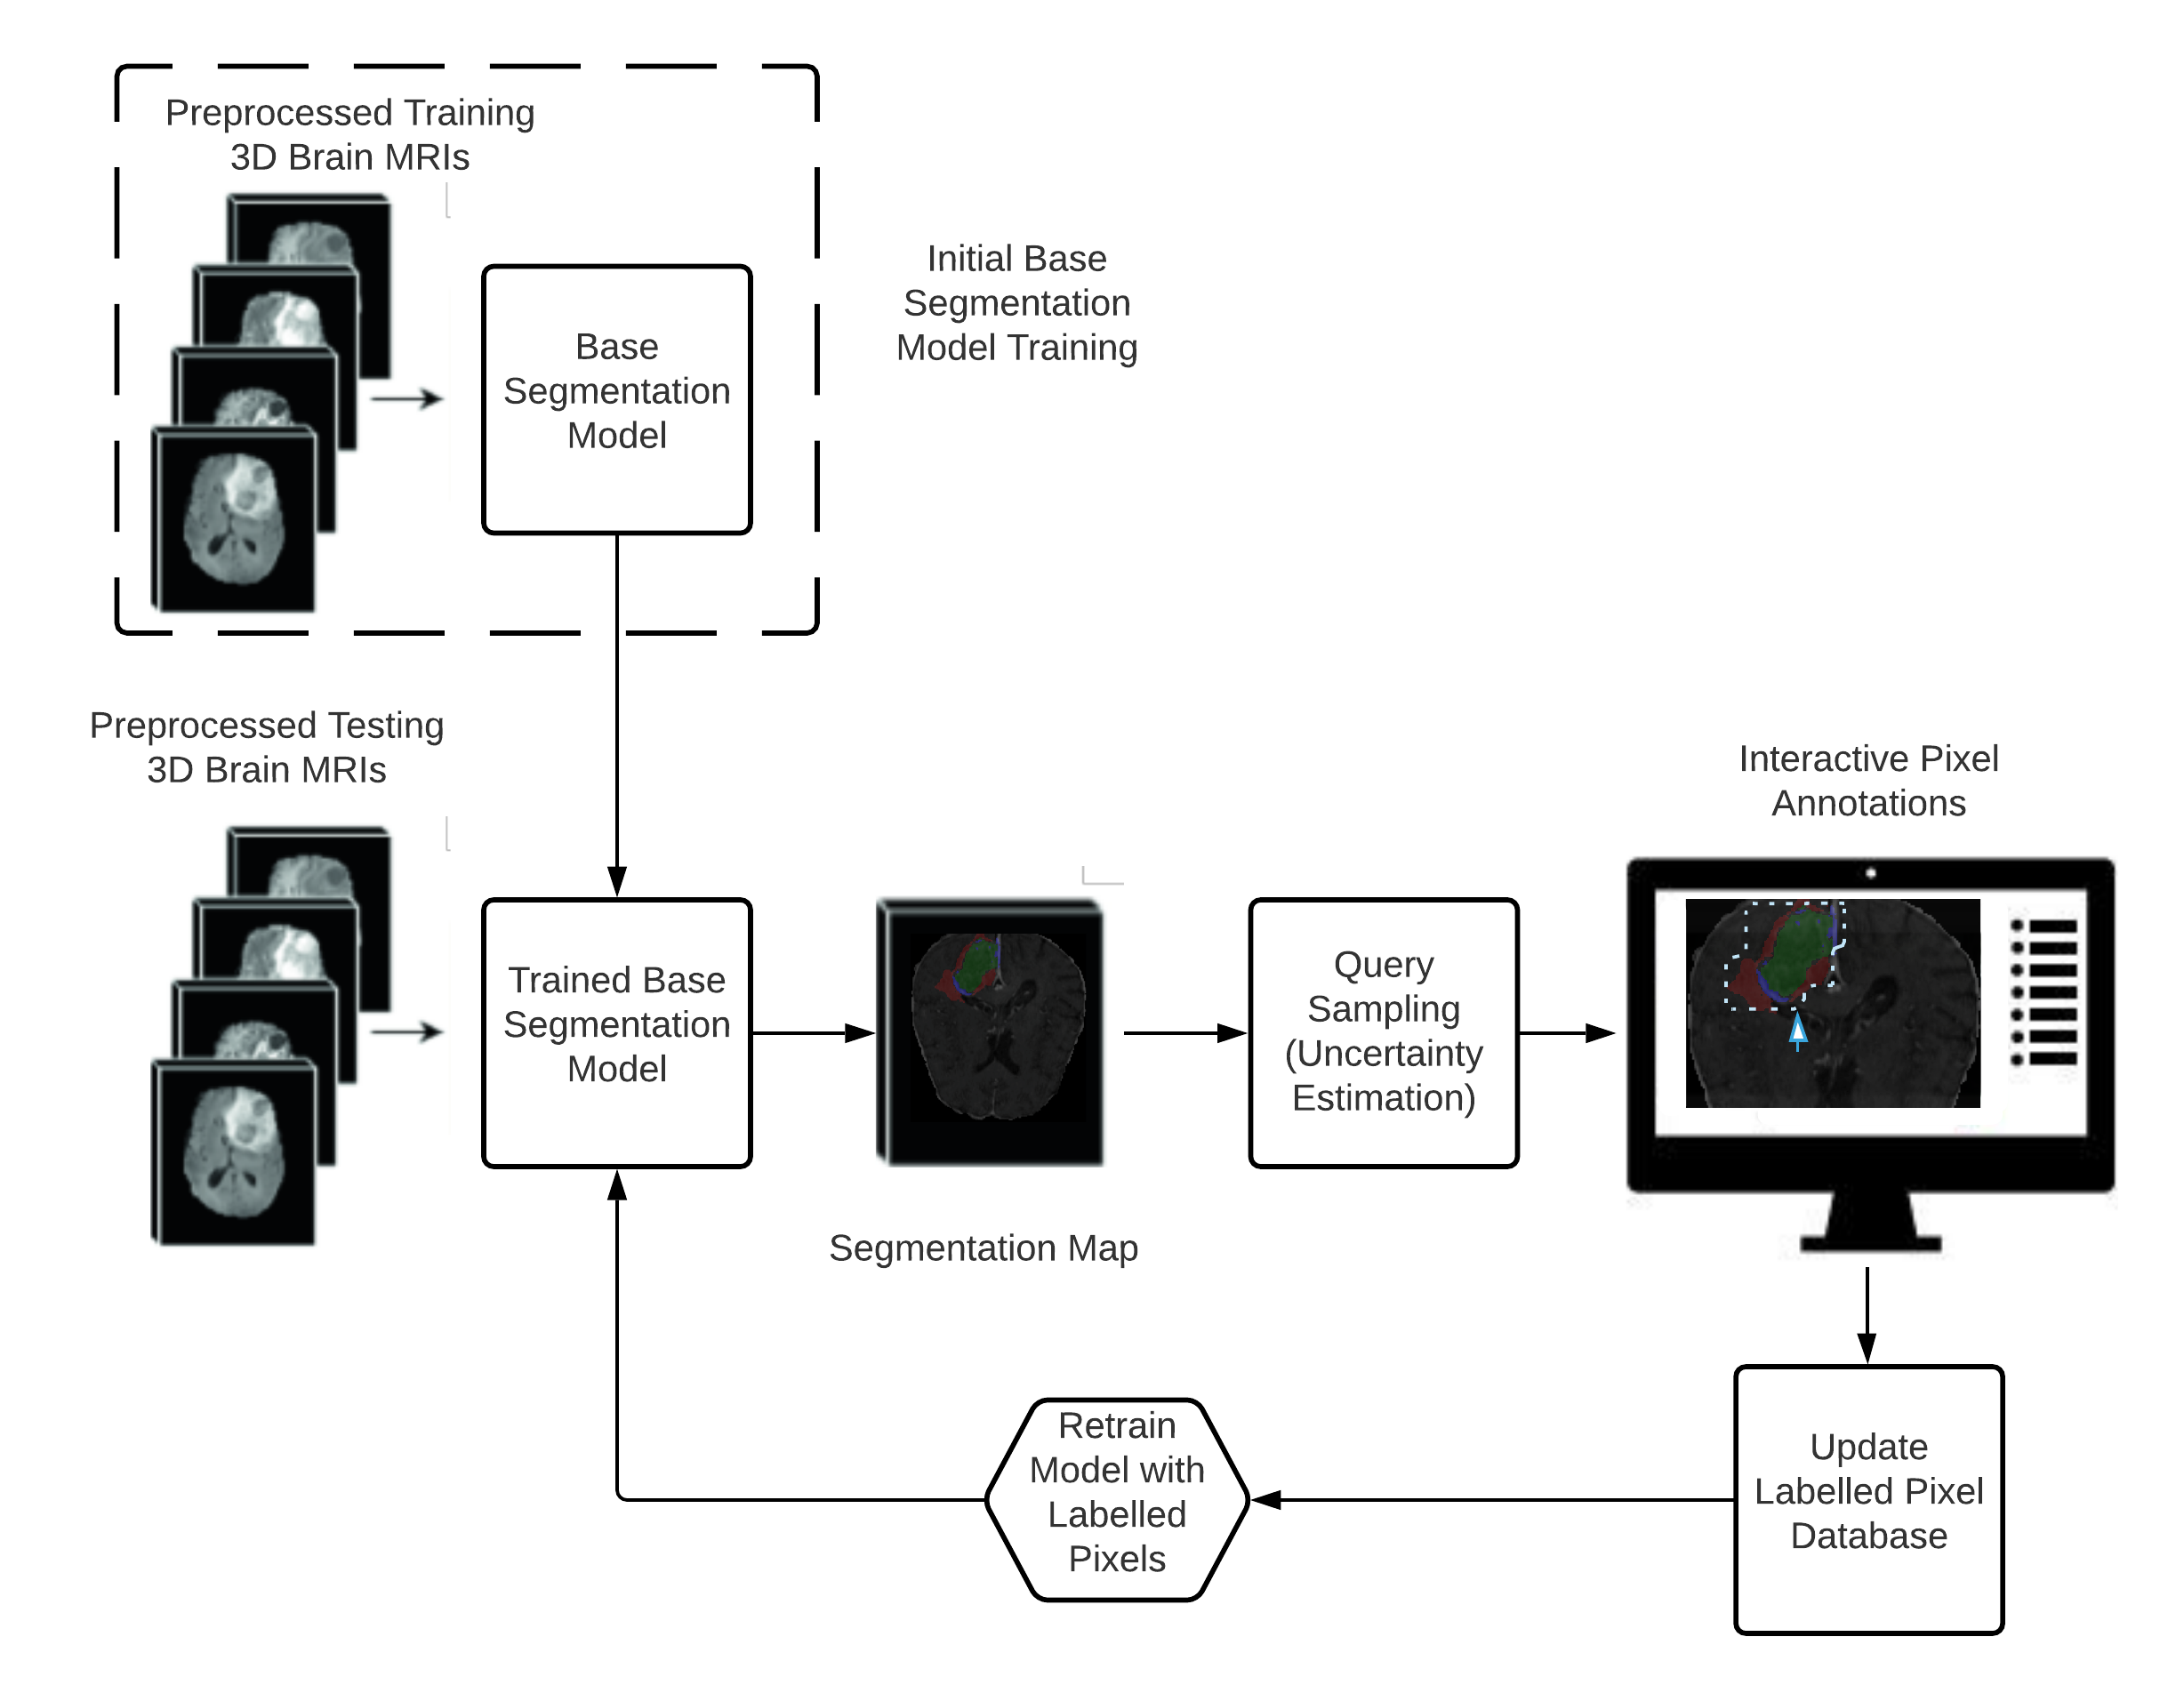 Preprocessed Training
3D Brain MRIs
Initial Base
Segmentation
Model Training
Base
Segmentation
Model
Preprocessed Testing
3D Brain MRIs
Trained Base
Segmentation
Model
Segmentation Map
Query
Sampling
(Uncertainty
Estimation)
Interactive Pixel
Annotations
Update
Labelled Pixel
Database
Retrain
Model with
Labelled
Pixels